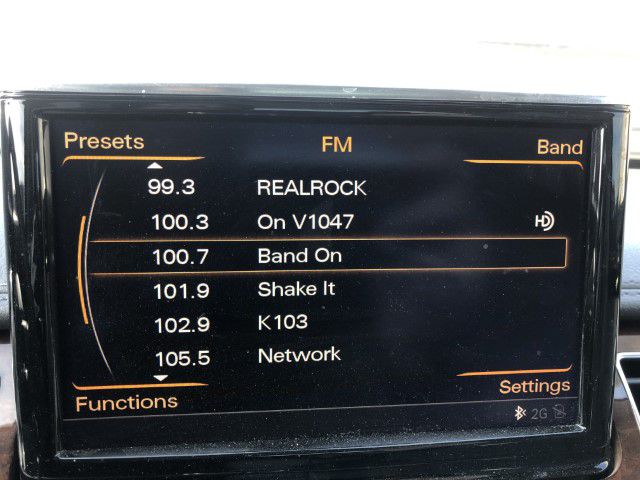 Presets FM Band
99.3 REALROCK
100.3 On V1047 HD
100.7 Band On
101.9 Shake It
102.9 K103
105.5 Network
Functions Settings
2G